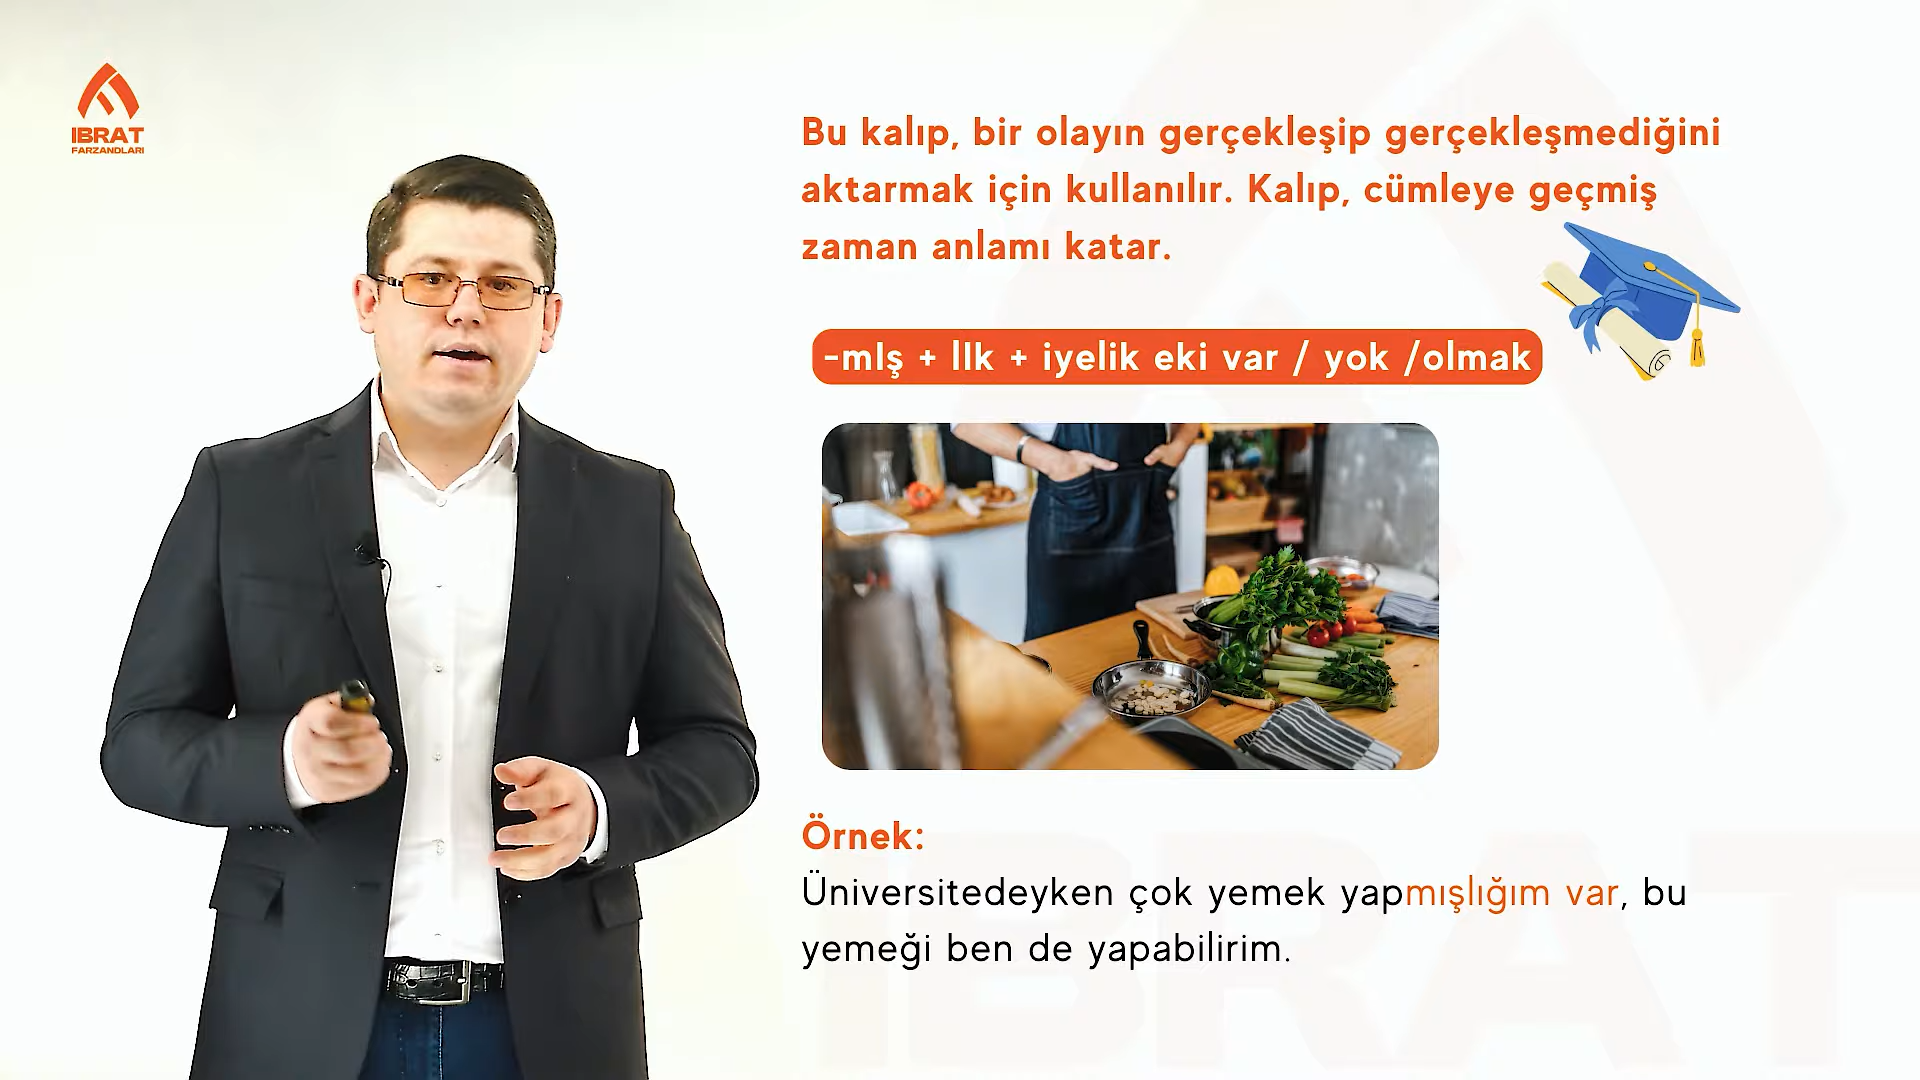 IBRAT
FARZANDLARI
Bu kalıp, bir olayın gerçekleşip gerçekleşmediğini
aktarmak için kullanılır. Kalıp, cümleye geçmiş
zaman anlamı katar.
-mIş + lIk + iyelik eki var / yok /olmak
Örnek:
Üniversitedeyken çok yemek yapmışlığım var, bu
yemeği ben de yapabilirim.
IBRAT